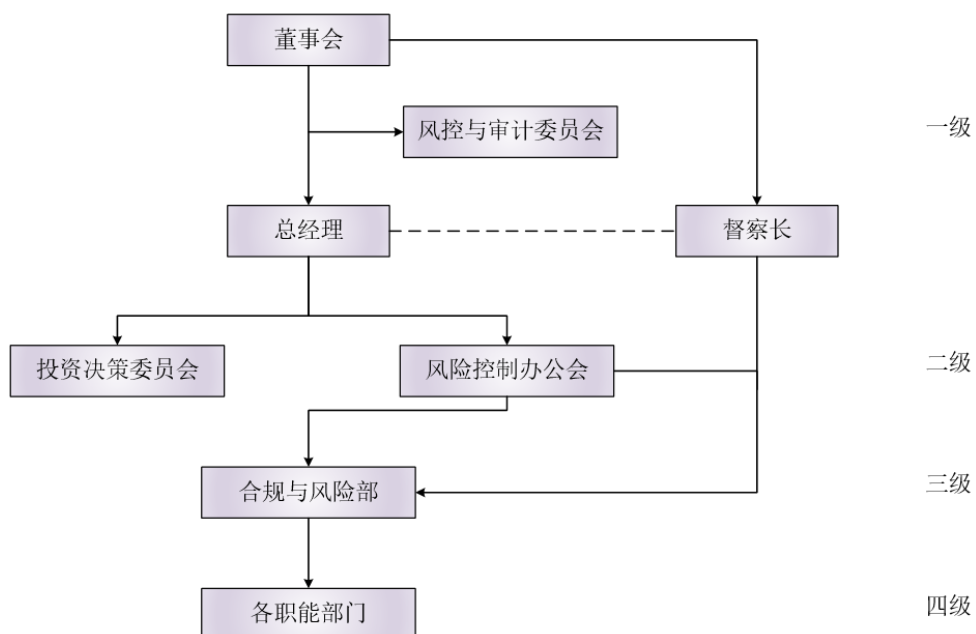 董事会
风控与审计委员会
一级
总经理
督察长
投资决策委员会
风险控制办公会
二级
合规与风险部
三级
各职能部门
四级